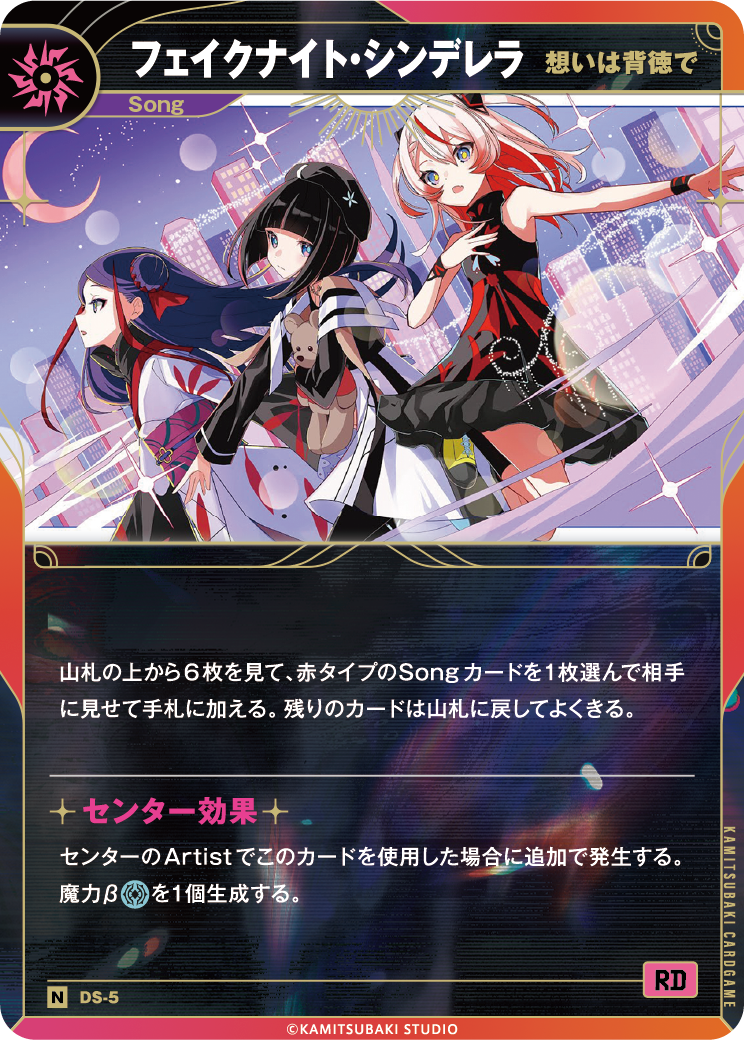 フェイクナイト・シンデレラ 想いは背徳で
Song
山札の上から6枚を見て、赤タイプのSongカードを1枚選んで相手
に見せて手札に加える。残りのカードは山札に戻してよくきる。
センター効果
センターのArtistでこのカードを使用した場合に追加で発生する。
魔力βを1個生成する。
KAMITSUBAKI CARDGAME
RD
N DS-5
©KAMITSUBAKI STUDIO